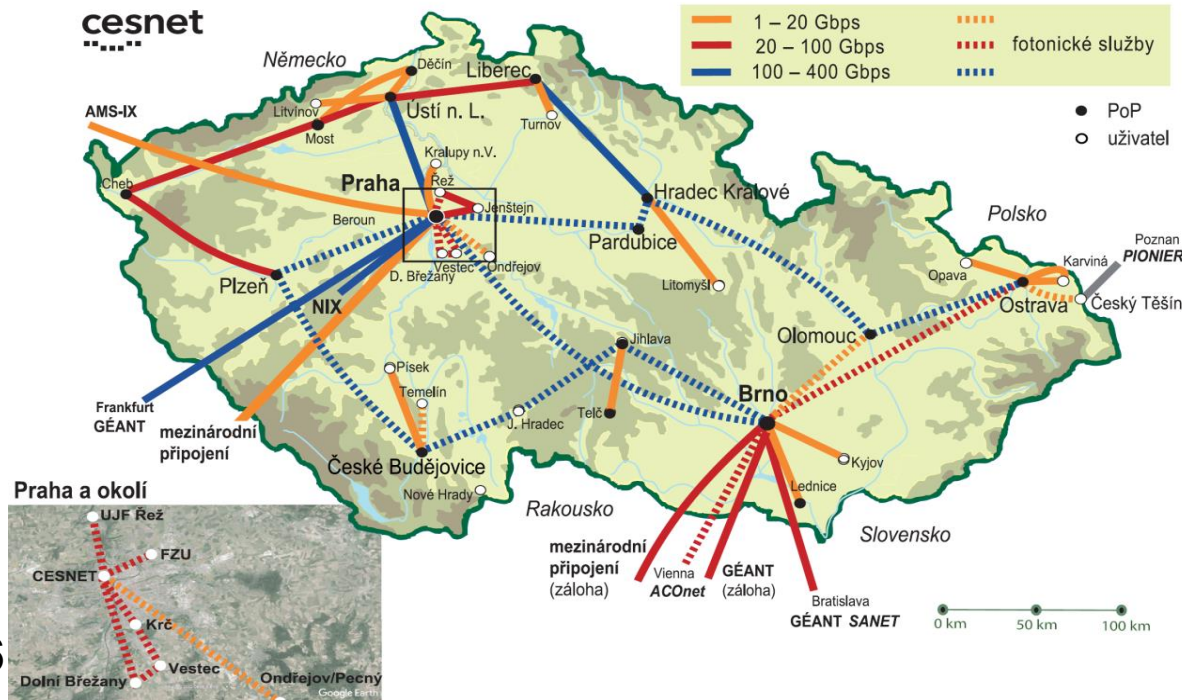 cesnet
1 – 20 Gbps
20 – 100 Gbps
100 – 400 Gbps
fotonické služby
PoP
uživatel
Německo
Děčín
Liberec
AMS-IX
Litvínov
Ústí n. L.
Most
Turnov
Kralupy n.V.
Praha
Řež
Cheb
Jenštejn
Hradec Králové
Beroun
Polsko
Pardubice
Poznan
PIONIER
Karviná
Opava
Plzeň
D. Břežany
Vestec
Ondřejov
Litomyšl
Ostrava
Český Těšín
NIX
Olomouc
Jihlava
Písek
Temelín
Brno
Frankfurt
GÉANT
mezinárodní
připojení
Telč
J. Hradec
České Budějovice
Kyjov
Nové Hrady
Lednice
Rakousko
Slovensko
mezinárodní
připojení
(záloha)
Vienna
ACOnet
GÉANT
(záloha)
Bratislava
GÉANT SANET
0 km
50 km
100 km
Praha a okolí
UJF Řež
FZU
CESNET
Krč
Vestec
Dolní Břežany
Ondřejov/Pecný
Google Earth